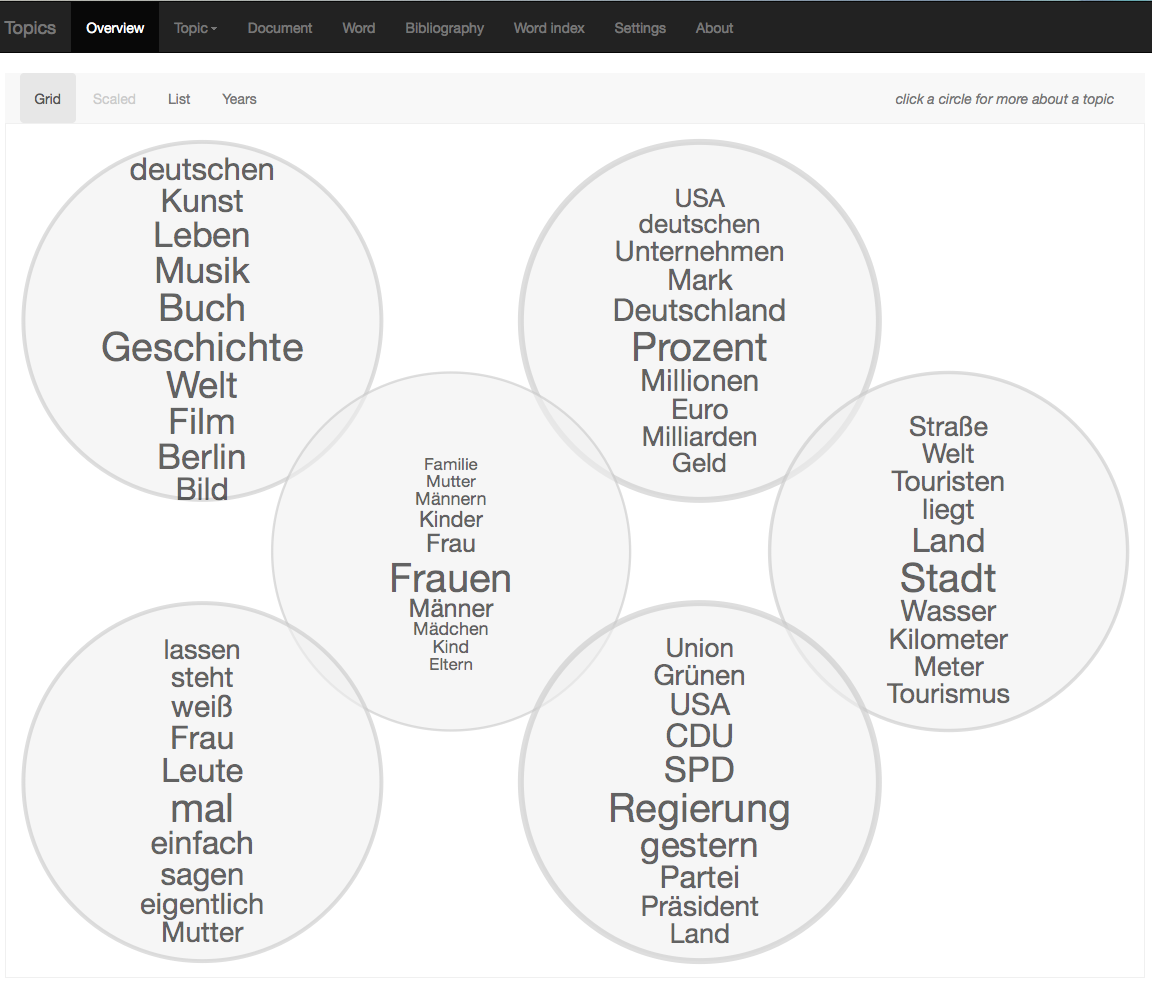 Topics Overview Topic Document Word Bibliography Word index Settings About
Grid Scaled List Years click a circle for more about a topic
deutschen
Kunst
Leben
Musik
Buch
Geschichte
Welt
Film
Berlin
Bild
USA
deutschen
Unternehmen
Mark
Deutschland
Prozent
Millionen
Euro
Milliarden
Geld
Familie
Mutter
Männern
Kinder
Frau
Frauen
Männer
Mädchen
Kind
Eltern
Straße
Welt
Touristen
liegt
Land
Stadt
Wasser
Kilometer
Meter
Tourismus
lassen
steht
weiß
Frau
Leute
mal
einfach
sagen
eigentlich
Mutter
Union
Grünen
USA
CDU
SPD
Regierung
gestern
Partei
Präsident
Land